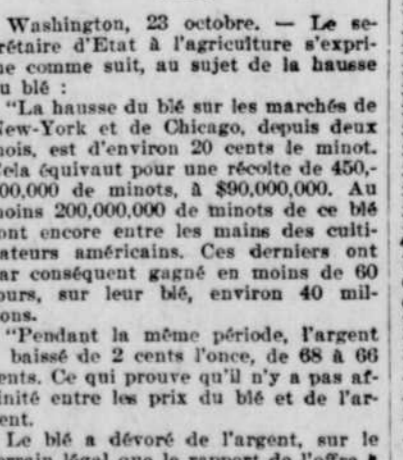 Washington, 23 octobre. — Le se-
rétaire d'Etat à l'agriculture s'expri-
ne comme suit, au sujet de la hausse
u blé :
"La hausse du blé sur les marchés de
New-York et de Chicago, depuis deux
nois, est d'environ 20 cents le minot.
Cela équivaut pour une récolte de 450,-
00,000 de minots, à $90,000,000. Au
noins 200,000,000 de minots de ce blé
ont encore entre les mains des culti-
ateurs américains. Ces derniers ont
ar conséquent gagné en moins de 60
ours, sur leur blé, environ 40 mil-
ons.
"Pendant la même période, l'argent
baissé de 2 cents l'once, de 68 à 66
ents. Ce qui prouve qu'il n'y a pas af-
inité entre les prix du blé et de l'ar-
ent.
Le blé a dévoré de l'argent, sur le
légal que le rapport de l'offre